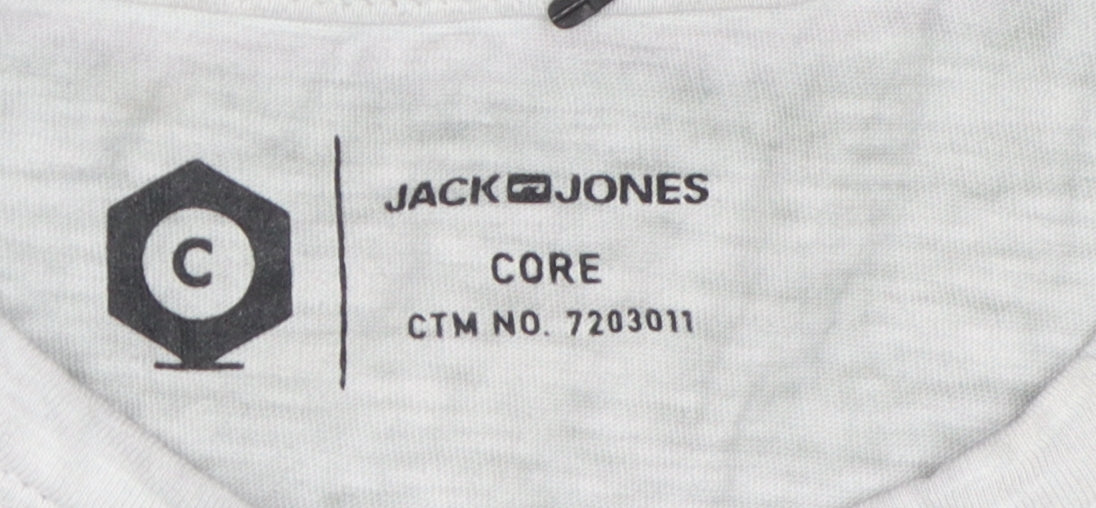 C
JACK JONES
CORE
CTM NO. 7203011